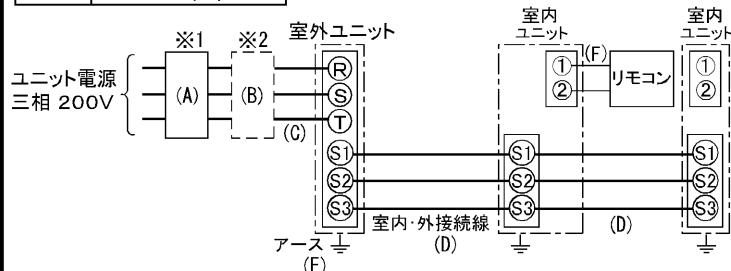 ※1
※2
室外ユニット
室内
ユニット
室内
ユニット
ユニット電源
三相 200V
(A)
(B)
(C)
R
S
T
①
②
(F)
リモコン
①
②
S1
S2
S3
S1
S2
S3
S1
S2
S3
室内・外接続線
(D)
(D)
アース
(E)